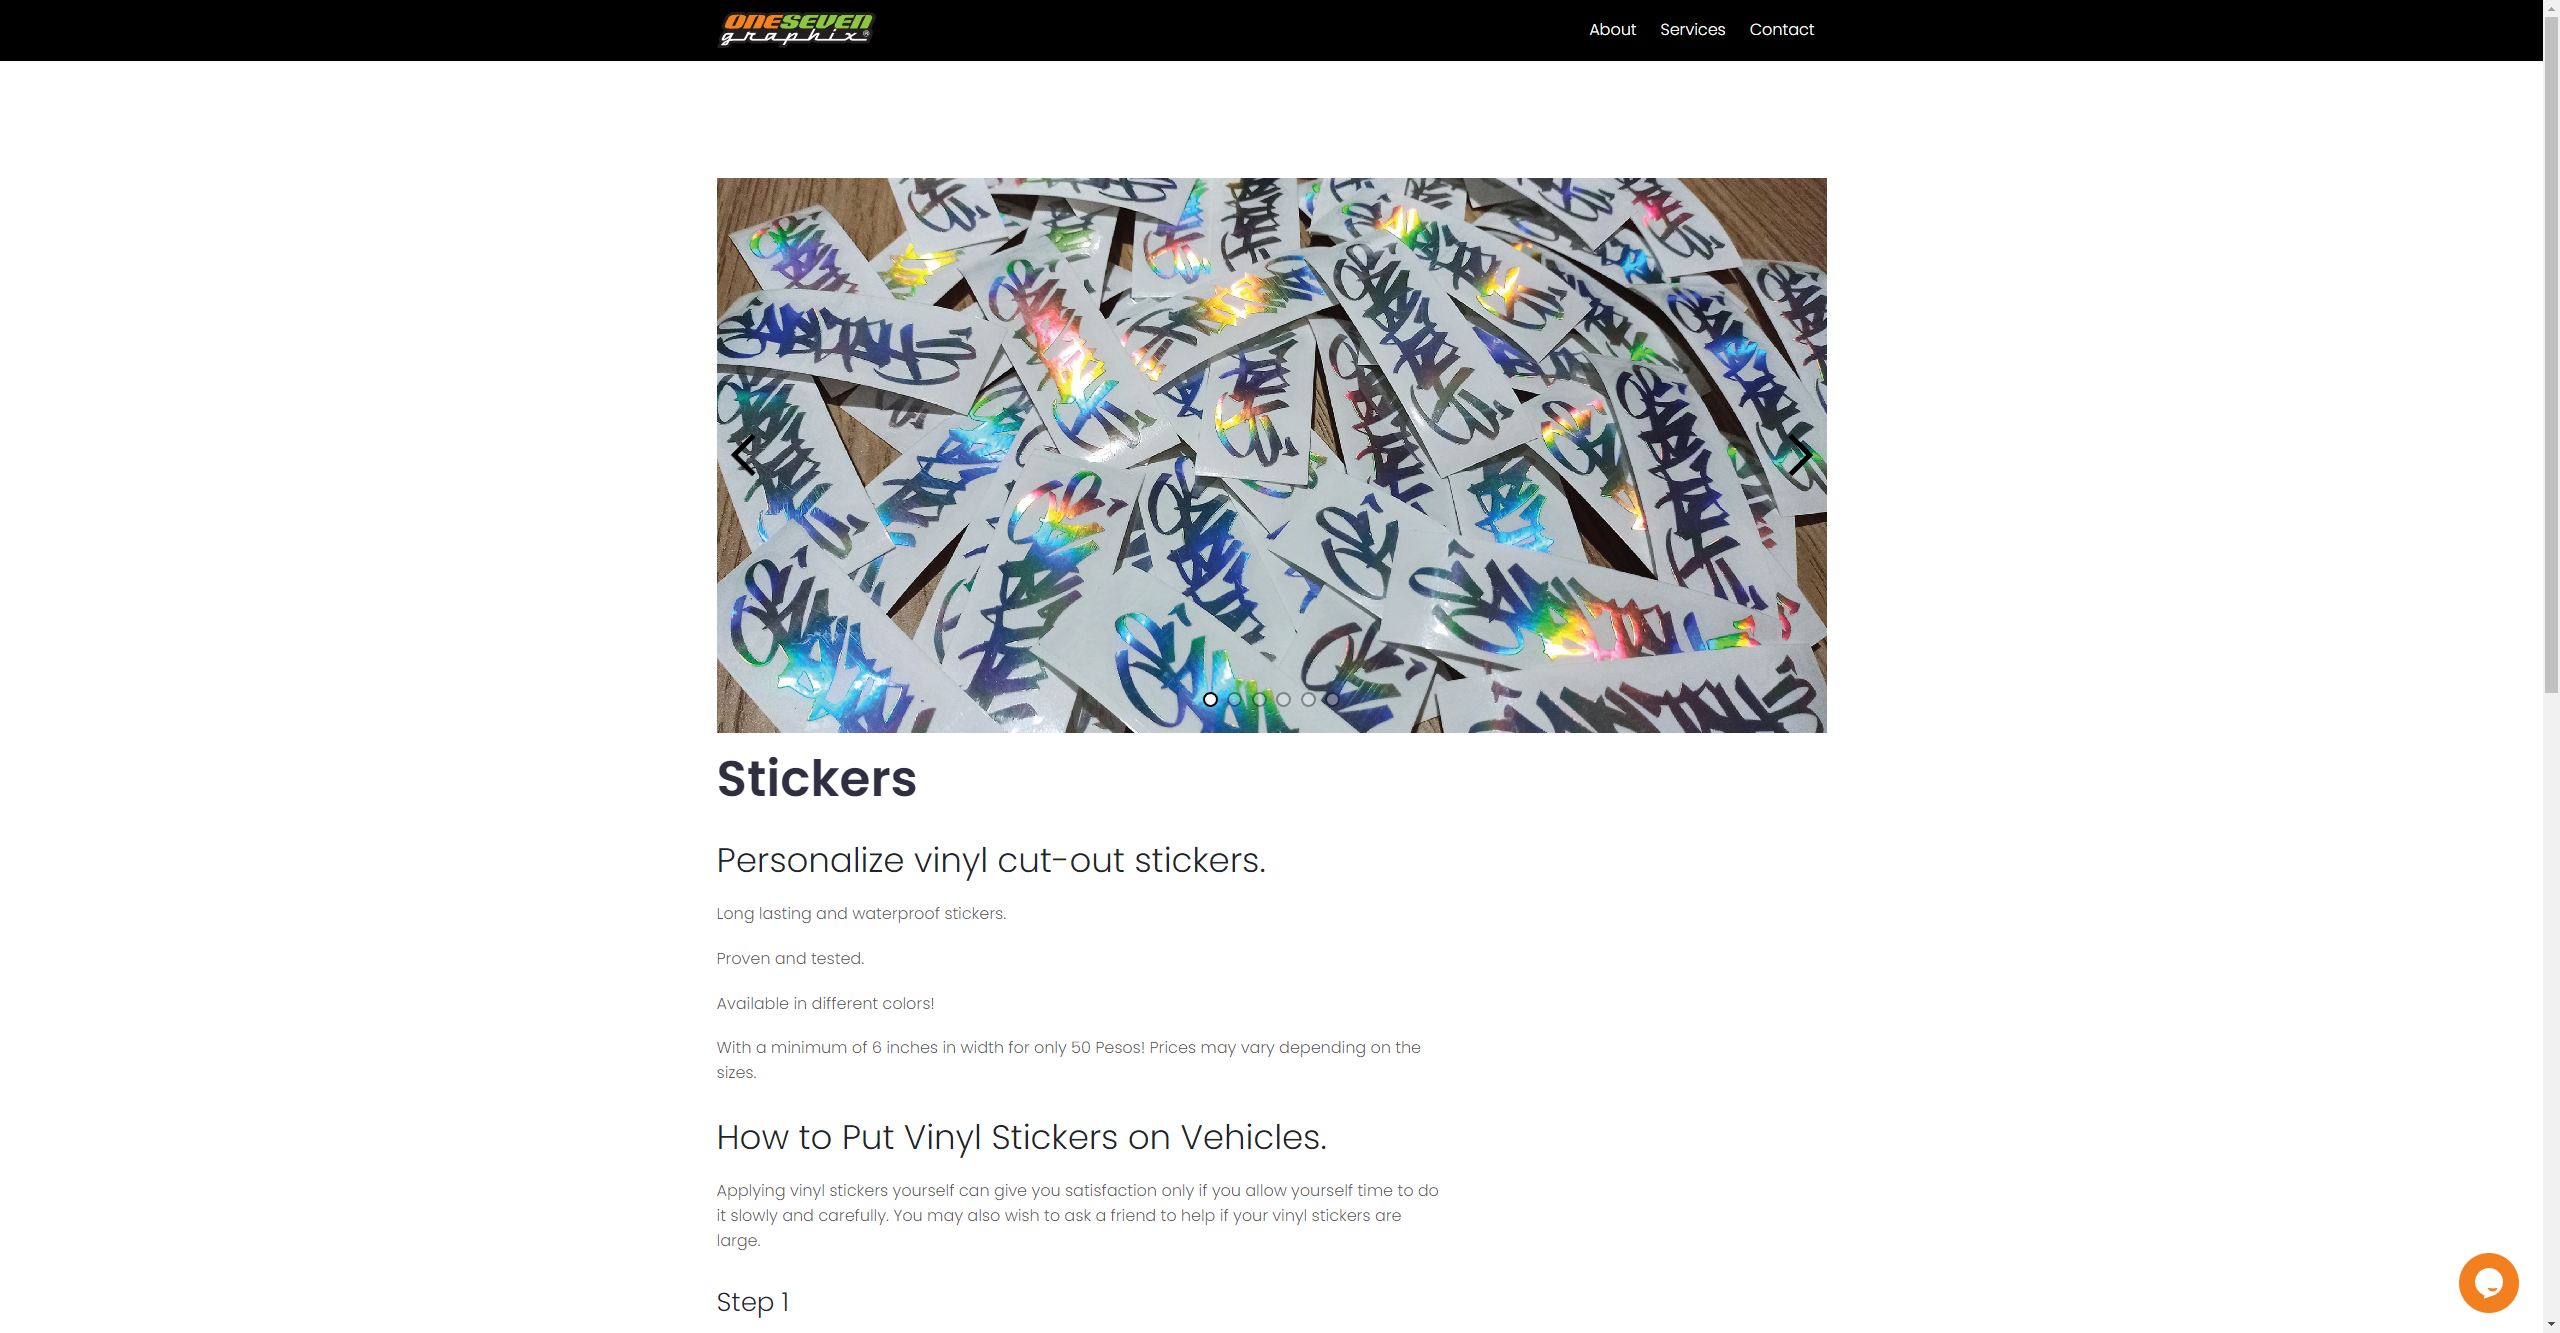 ONESEVEN
graphix®
About Services Contact
Stickers
Personalize vinyl cut-out stickers.
Long lasting and waterproof stickers.
Proven and tested.
Available in different colors!
With a minimum of 6 inches in width for only 50 Pesos! Prices may vary depending on the
sizes.
How to Put Vinyl Stickers on Vehicles.
Applying vinyl stickers yourself can give you satisfaction only if you allow yourself time to do
it slowly and carefully. You may also wish to ask a friend to help if your vinyl stickers are
large.
Step 1